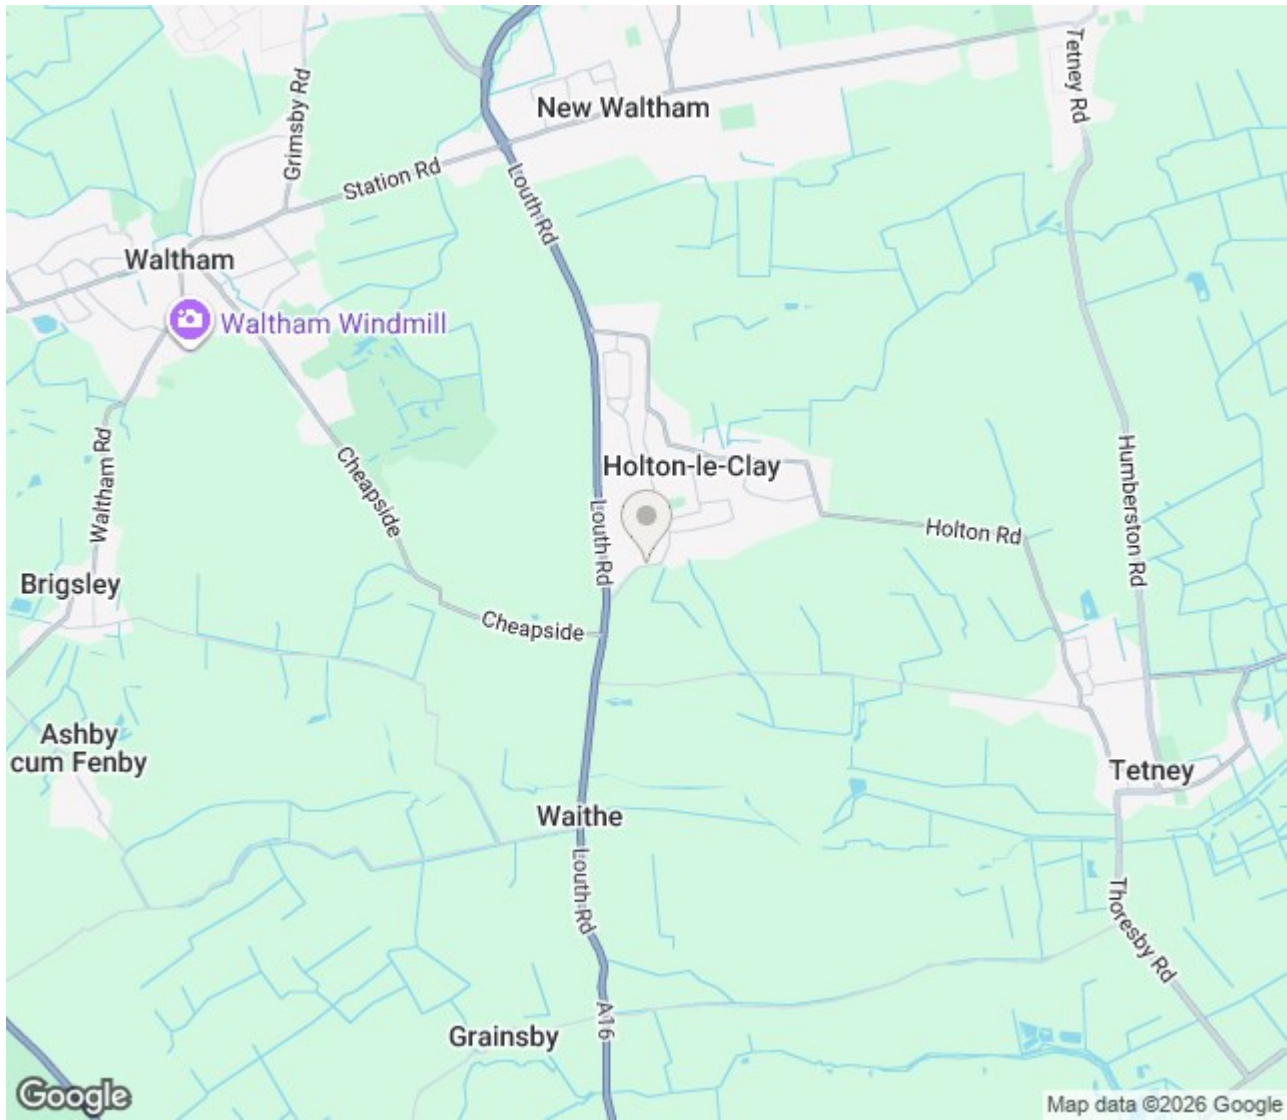 Tetney Rd
New Waltham
Grimsby Rd
Station Rd
Louth Rd
Waltham
Waltham Windmill
Holton-le-Clay
Waltham Rd
Cheapside
Humberston Rd
Louth Rd
Holton Rd
Brigsley
Cheapside
Ashby
cum Fenby
Tetney
Waithe
Louth Rd
Thoresby Rd
A16
Grainsby
Google
Map data ©2026 Google